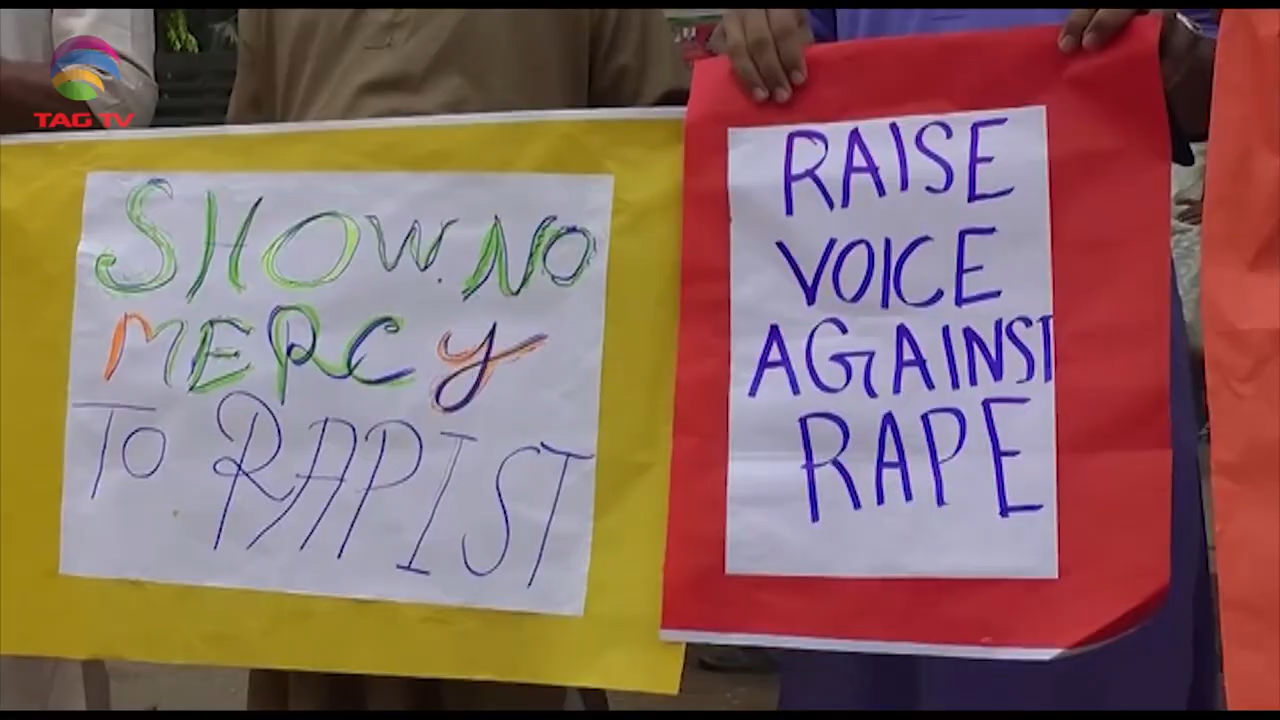 TAG TV
SHOW. NO
MERCY
TO RAPIST
RAISE
VOICE
AGAINST
RAPE